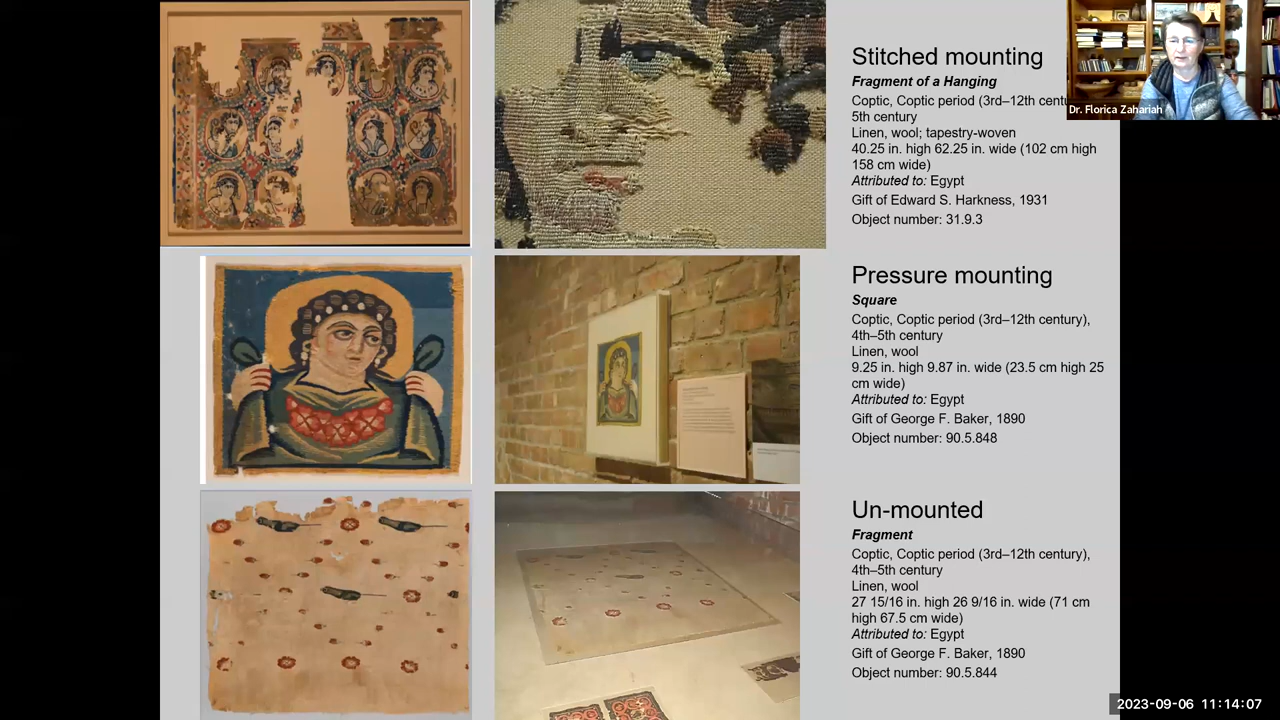 Stitched mounting
Fragment of a Hanging
Coptic, Coptic period (3rd–12th cent
5th century
Linen, wool; tapestry-woven
40.25 in. high 62.25 in. wide (102 cm high
158 cm wide)
Attributed to: Egypt
Gift of Edward S. Harkness, 1931
Object number: 31.9.3
Dr. Florica Zahariah
Pressure mounting
Square
Coptic, Coptic period (3rd–12th century),
4th–5th century
Linen, wool
9.25 in. high 9.87 in. wide (23.5 cm high 25
cm wide)
Attributed to: Egypt
Gift of George F. Baker, 1890
Object number: 90.5.848
Un-mounted
Fragment
Coptic, Coptic period (3rd–12th century),
4th–5th century
Linen, wool
27 15/16 in. high 26 9/16 in. wide (71 cm
high 67.5 cm wide)
Attributed to: Egypt
Gift of George F. Baker, 1890
Object number: 90.5.844
2023-09-06 11:14:07